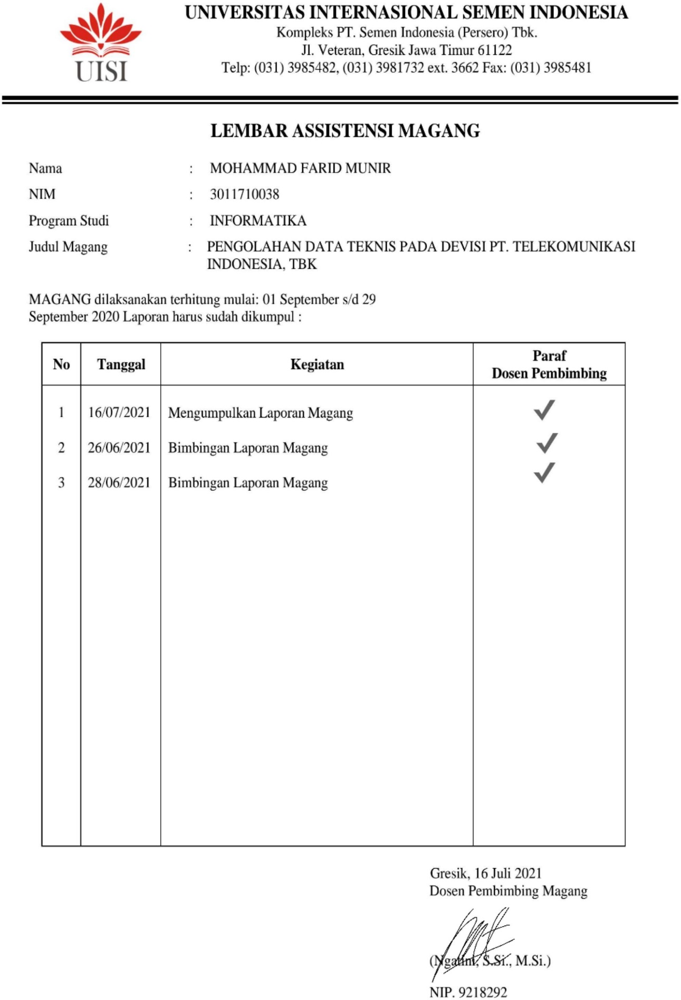 UISI
UNIVERSITAS INTERNASIONAL SEMEN INDONESIA
Kompleks PT. Semen Indonesia (Persero) Tbk.
Jl. Veteran, Gresik Jawa Timur 61122
Telp: (031) 3985482, (031) 3981732 ext. 3662 Fax: (031) 3985481
LEMBAR ASSISTENSI MAGANG
Nama : MOHAMMAD FARID MUNIR
NIM : 3011710038
Program Studi : INFORMATIKA
Judul Magang : PENGOLAHAN DATA TEKNIS PADA DEVISI PT. TELEKOMUNIKASI
INDONESIA, TBK
MAGANG dilaksanakan terhitung mulai: 01 September s/d 29
September 2020 Laporan harus sudah dikumpul :
No Tanggal Kegiatan Paraf
Dosen Pembimbing
1 16/07/2021 Mengumpulkan Laporan Magang ✓
2 26/06/2021 Bimbingan Laporan Magang ✓
3 28/06/2021 Bimbingan Laporan Magang ✓
Gresik, 16 Juli 2021
Dosen Pembimbing Magang
(Ngatini, S.Si., M.Si.)
NIP. 9218292